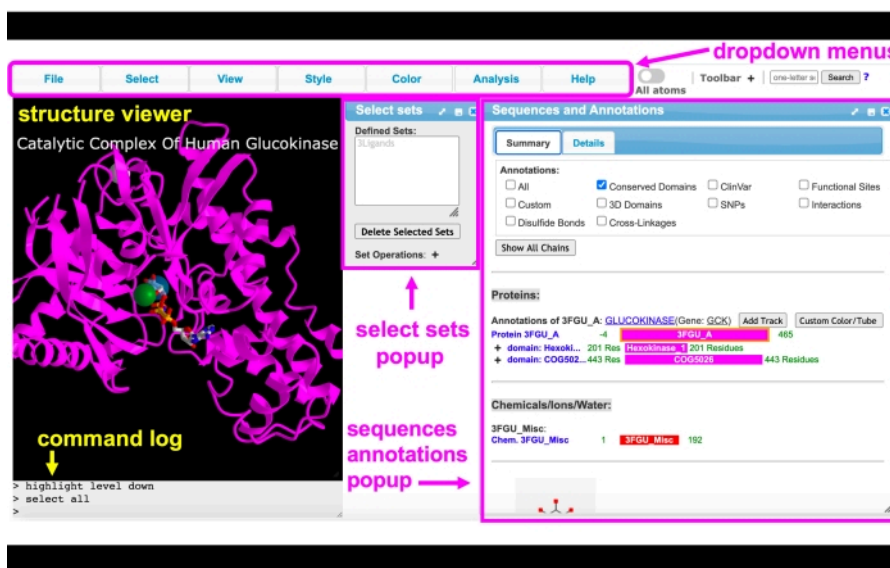 dropdown menus
File Select View Style Color Analysis Help
All atoms
Toolbar +
Search ?
structure viewer
Catalytic Complex Of Human Glucokinase
Select sets
Defined Sets:
3Ligands
Delete Selected Sets
Set Operations: +
select sets
popup
Sequences and Annotations
Summary Details
Annotations:
All Conserved Domains ClinVar Functional Sites
Custom 3D Domains SNPs Interactions
Disulfide Bonds Cross-Linkages
Show All Chains
Proteins:
Annotations of 3FGU_A: GLUCOKINASE(Gene: GCK) Add Track Custom Color/Tube
Protein 3FGU_A -4 3FGU_A 465
+ domain: Hexoki... 201 Res Hexokinase_1 201 Residues
+ domain: COG502... 443 Res COG5026 443 Residues
Chemicals/Ions/Water:
3FGU_Misc:
Chem. 3FGU_Misc 1 3FGU_Misc 192
sequences
annotations
popup
command log
> highlight level down
> select all
>